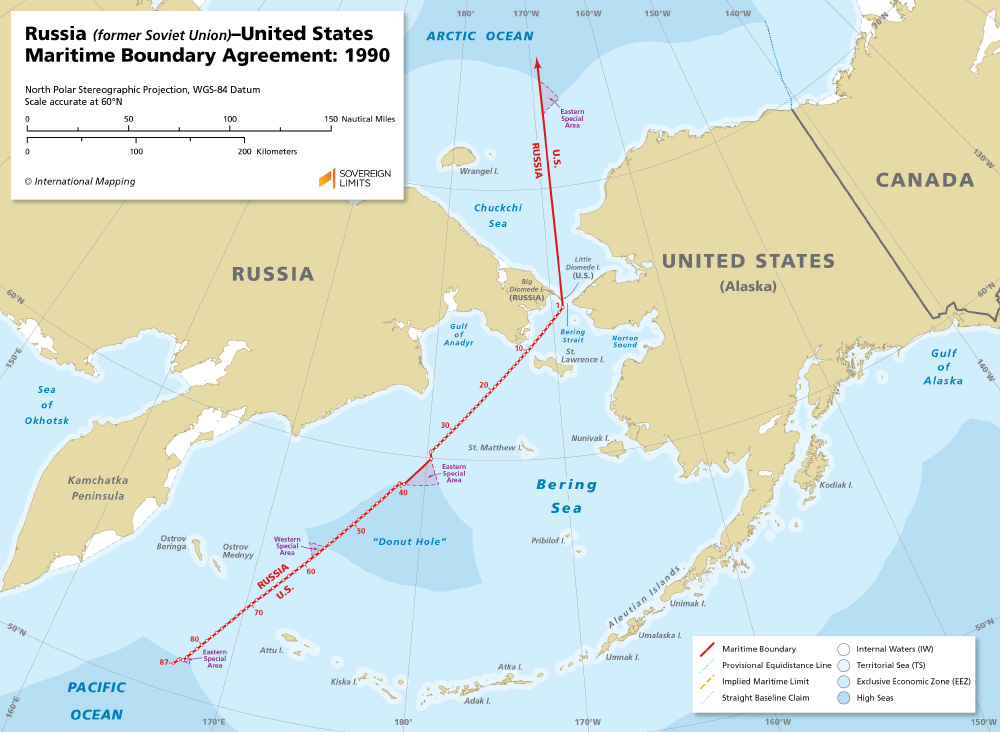 Russia (former Soviet Union)–United States
Maritime Boundary Agreement: 1990
North Polar Stereographic Projection, WGS-84 Datum
Scale accurate at 60°N
0 50 100 150 Nautical Miles
0 100 200 Kilometers
© International Mapping
SOVEREIGN
LIMITS
180°
170°W
160°W
150°W
140°W
70°N
ARCTIC OCEAN
Eastern
Special
Area
U.S.
RUSSIA
Wrangel I.
130°W
CANADA
Chuckchi
Sea
RUSSIA
UNITED STATES
(Alaska)
Little
Diomede I.
(U.S.)
Big
Diomede I.
(RUSSIA)
1
60°N
60°N
150°E
Gulf
of
Anadyr
Bering
Strait
Norton
Sound
10
St.
Lawrence I.
Gulf
of
Alaska
140°W
Sea
of
Okhotsk
20
30
St. Matthew I.
Nunivak I.
Kamchatka
Peninsula
Eastern
Special
Area
40
Bering
Sea
Kodiak I.
50
"Donut Hole"
Pribilof I.
Ostrov
Beringa
Ostrov
Mednyy
Western
Special
Area
60
RUSSIA
U.S.
70
Aleutian Islands
Unimak I.
50°N
50°N
80
87
Eastern
Special
Area
Attu I.
Umalaska I.
Umnak I.
Kiska I.
Atka I.
Adak I.
PACIFIC
OCEAN
160°E
170°E
180°
170°W
160°W
150°W
Maritime Boundary
Provisional Equidistance Line
Implied Maritime Limit
Straight Baseline Claim
Internal Waters (IW)
Territorial Sea (TS)
Exclusive Economic Zone (EEZ)
High Seas